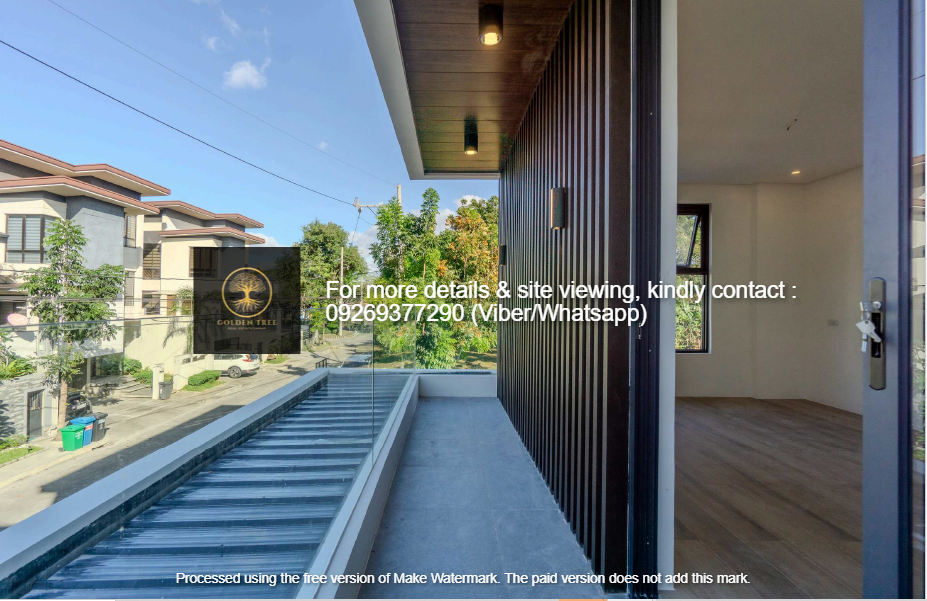 For more details & site viewing, kindly contact :
09269377290 (Viber/Whatsapp)
GOLDEN TREE
Processed using the free version of Make Watermark. The paid version does not add this mark.